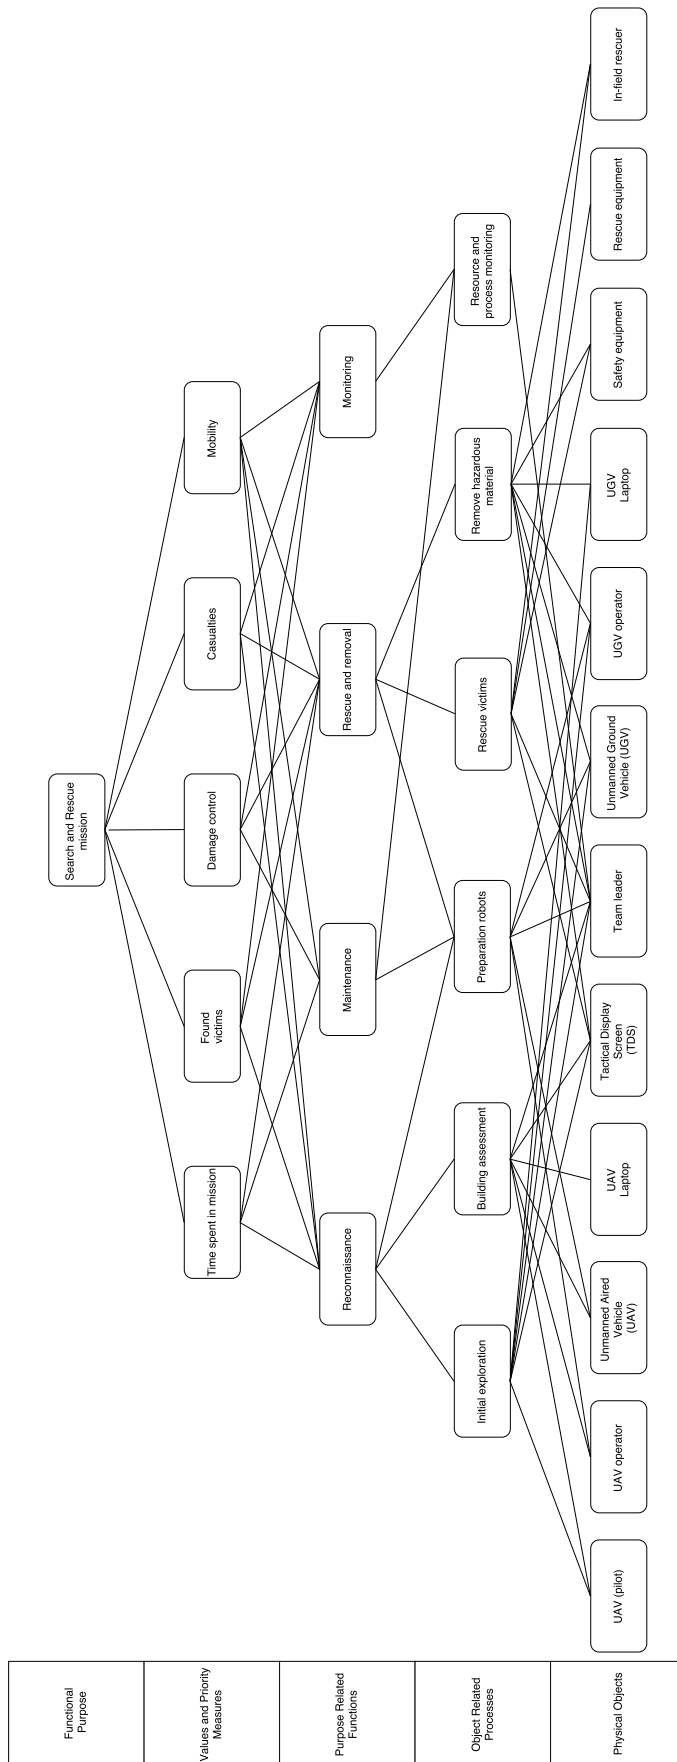 Functional
Purpose
Search and Rescue
mission
Values and Priority
Measures
Time spent in mission
Found
victims
Damage control
Casualties
Mobility
Purpose Related
Functions
Reconnaissance
Maintenance
Rescue and removal
Monitoring
Object Related
Processes
Initial exploration
Building assessment
Preparation robots
Rescue victims
Remove hazardous
material
Resource and
process monitoring
Physical Objects
UAV (pilot)
UAV operator
Unmanned Aired
Vehicle
(UAV)
UAV
Laptop
Tactical Display
Screen
(TDS)
Team leader
Unmanned Ground
Vehicle (UGV)
UGV operator
UGV
Laptop
Safety equipment
Rescue equipment
In-field rescuer